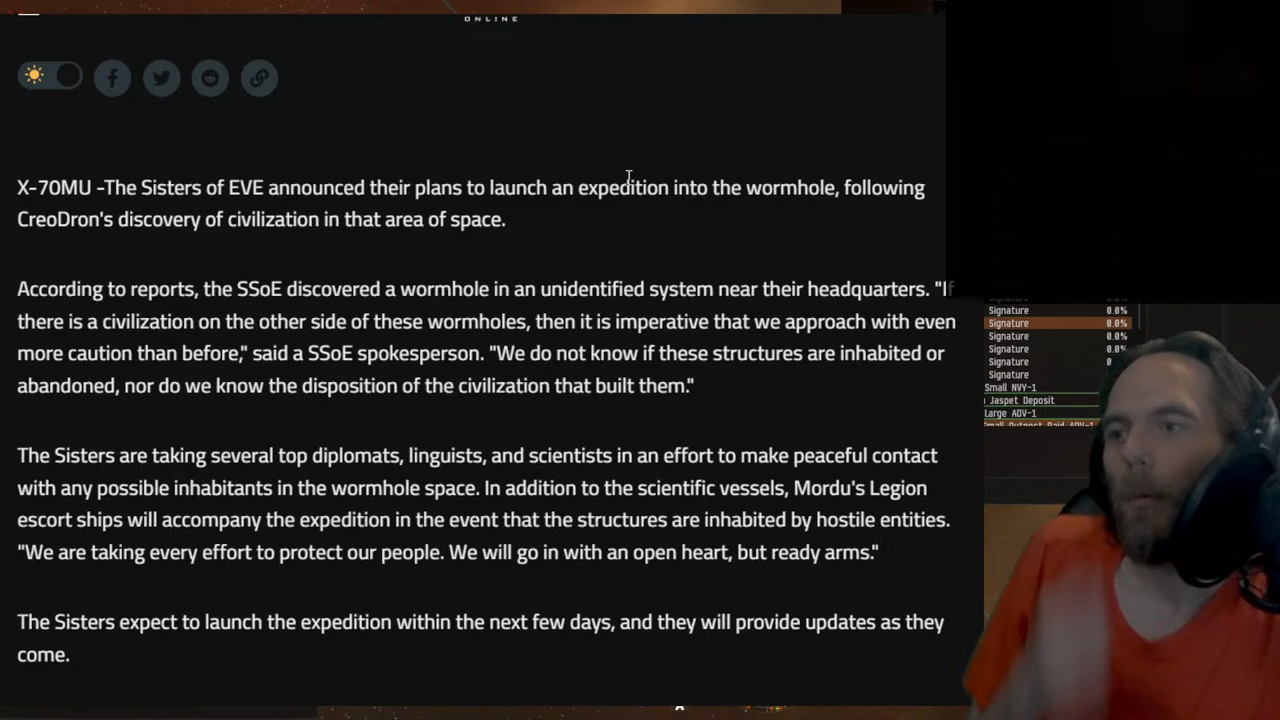 ONLINE
X-70MU -The Sisters of EVE announced their plans to launch an expedition into the wormhole, following
CreoDron's discovery of civilization in that area of space.
According to reports, the SSoE discovered a wormhole in an unidentified system near their headquarters. "If
there is a civilization on the other side of these wormholes, then it is imperative that we approach with even
more caution than before," said a SSoE spokesperson. "We do not know if these structures are inhabited or
abandoned, nor do we know the disposition of the civilization that built them."
The Sisters are taking several top diplomats, linguists, and scientists in an effort to make peaceful contact
with any possible inhabitants in the wormhole space. In addition to the scientific vessels, Mordu's Legion
escort ships will accompany the expedition in the event that the structures are inhabited by hostile entities.
"We are taking every effort to protect our people. We will go in with an open heart, but ready arms."
The Sisters expect to launch the expedition within the next few days, and they will provide updates as they
come.
Signature 0.0%
Signature 0.0%
Signature 0.0%
Signature 0.0%
Signature 0.0%
Signature
Small NVY-1
Jaspet Deposit
Large ADV-1
Small Outpost Raid ADV-1
A